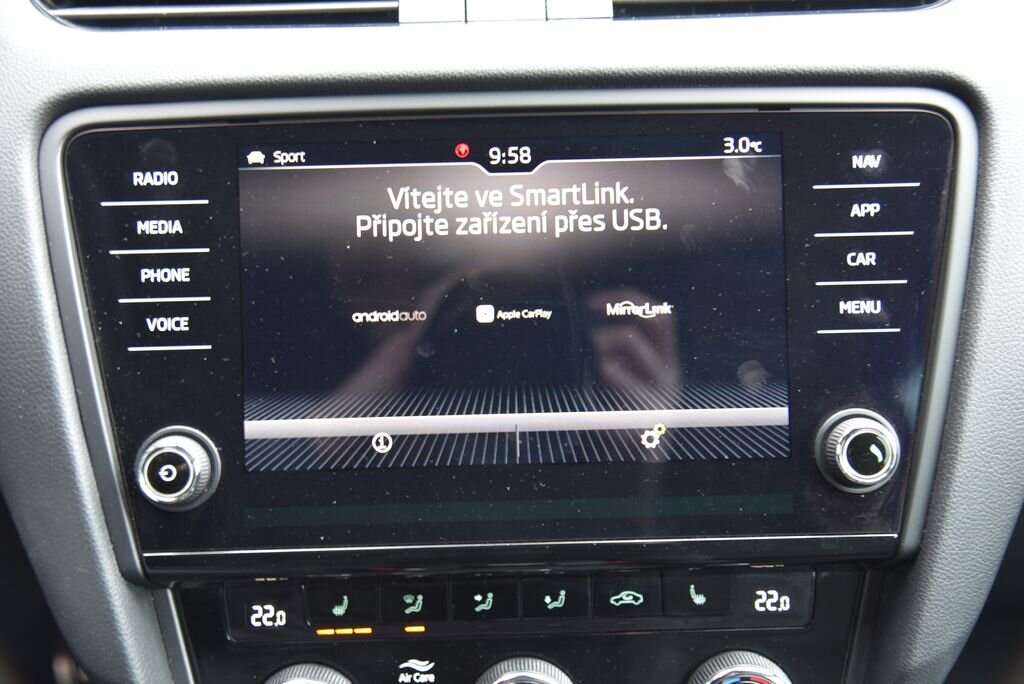 Sport
9:58
3.0°C
RADIO
MEDIA
PHONE
VOICE
Vítejte ve SmartLink.
Připojte zařízení přes USB.
androidauto
Apple CarPlay
MirrorLink
NAV
APP
CAR
MENU
22.0
22.0
Air Care